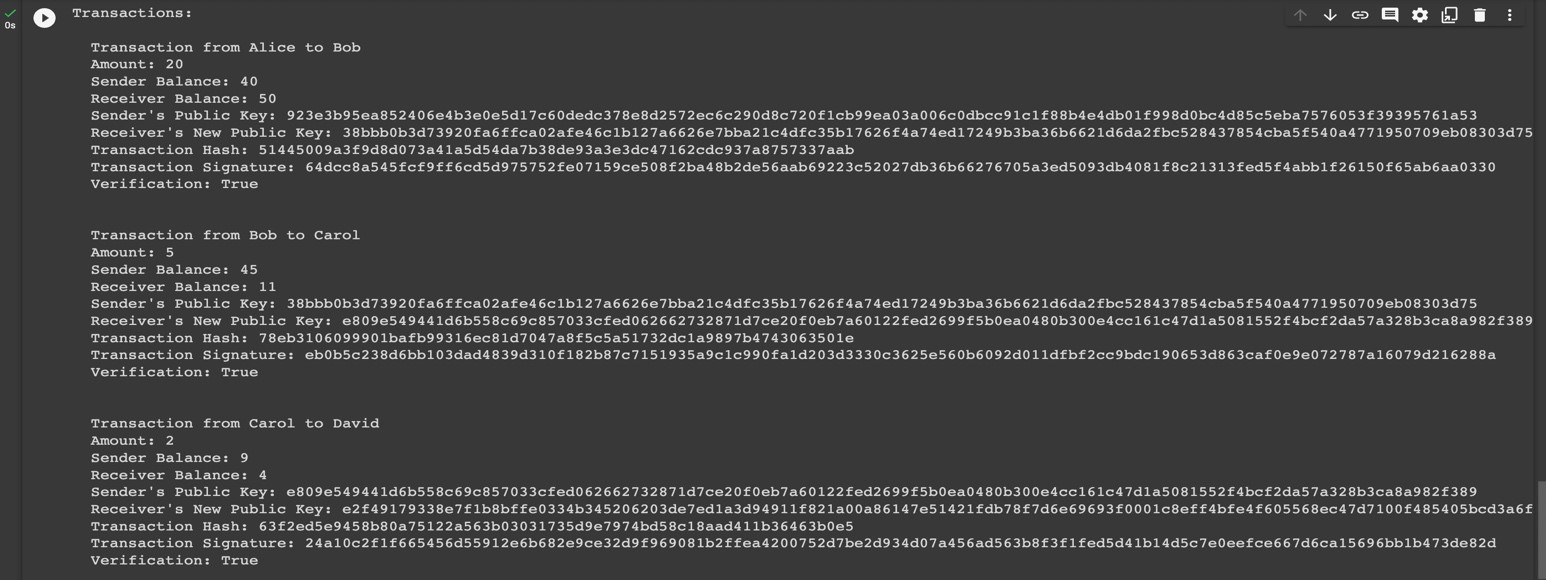 Transactions:
0s
Transaction from Alice to Bob
Amount: 20
Sender Balance: 40
Receiver Balance: 50
Sender's Public Key: 923e3b95ea852406e4b3e0e5d17c60dedc378e8d2572ec6c290d8c720f1cb99ea03a006c0dbcc91c1f88b4e4db01f998d0bc4d85c5eba7576053f39395761a53
Receiver's New Public Key: 38bbb0b3d73920fa6ffca02afe46c1b127a6626e7bba21c4dfc35b17626f4a74ed17249b3ba36b6621d6da2fbc528437854cba5f540a4771950709eb08303d75
Transaction Hash: 51445009a3f9d8d073a41a5d54da7b38de93a3e3dc47162cdc937a8757337aab
Transaction Signature: 64dcc8a545fcf9ff6cd5d975752fe07159ce508f2ba48b2de56aab69223c52027db36b66276705a3ed5093db4081f8c21313fed5f4abb1f26150f65ab6aa0330
Verification: True
Transaction from Bob to Carol
Amount: 5
Sender Balance: 45
Receiver Balance: 11
Sender's Public Key: 38bbb0b3d73920fa6ffca02afe46c1b127a6626e7bba21c4dfc35b17626f4a74ed17249b3ba36b6621d6da2fbc528437854cba5f540a4771950709eb08303d75
Receiver's New Public Key: e809e549441d6b558c69c857033cfed062662732871d7ce20f0eb7a60122fed2699f5b0ea0480b300e4cc161c47d1a5081552f4bcf2da57a328b3ca8a982f389
Transaction Hash: 78eb3106099901bafb99316ec81d7047a8f5c5a51732dc1a9897b4743063501e
Transaction Signature: eb0b5c238d6bb103dad4839d310f182b87c7151935a9c1c990fa1d203d3330c3625e560b6092d011dfbf2cc9bdc190653d863caf0e9e072787a16079d216288a
Verification: True
Transaction from Carol to David
Amount: 2
Sender Balance: 9
Receiver Balance: 4
Sender's Public Key: e809e549441d6b558c69c857033cfed062662732871d7ce20f0eb7a60122fed2699f5b0ea0480b300e4cc161c47d1a5081552f4bcf2da57a328b3ca8a982f389
Receiver's New Public Key: e2f49179338e7f1b8bffe0334b345206203de7ed1a3d94911f821a00a86147e51421fdb78f7d6e69693f0001c8eff4bfe4f605568ec47d7100f485405bcd3a6f
Transaction Hash: 63f2ed5e9458b80a75122a563b03031735d9e7974bd58c18aad411b36463b0e5
Transaction Signature: 24a10c2f1f665456d55912e6b682e9ce32d9f969081b2ffea4200752d7be2d934d07a456ad563b8f3f1fed5d41b14d5c7e0eefce667d6ca15696bb1b473de82d
Verification: True